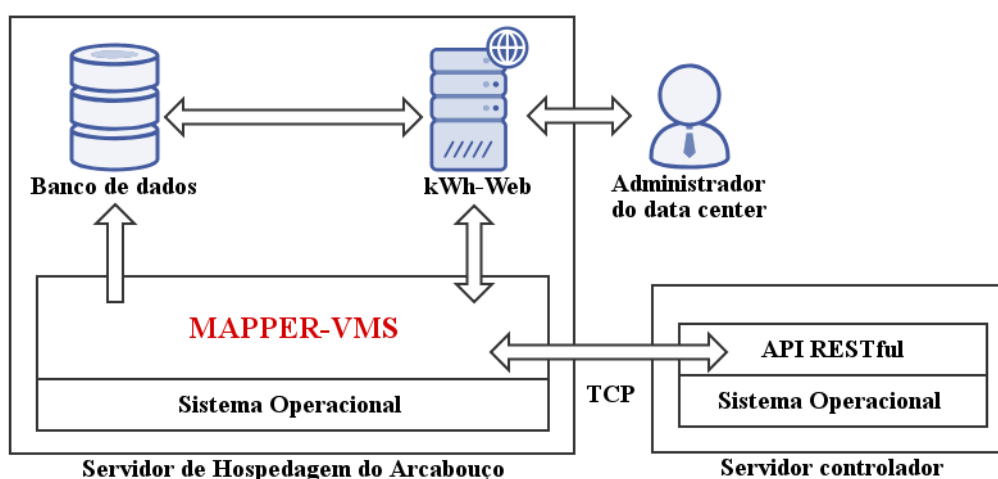 Banco de dados
kWh-Web
Administrador
do data center
MAPPER-VMS
Sistema Operacional
TCP
API RESTful
Sistema Operacional
Servidor de Hospedagem do Arcabouço
Servidor controlador